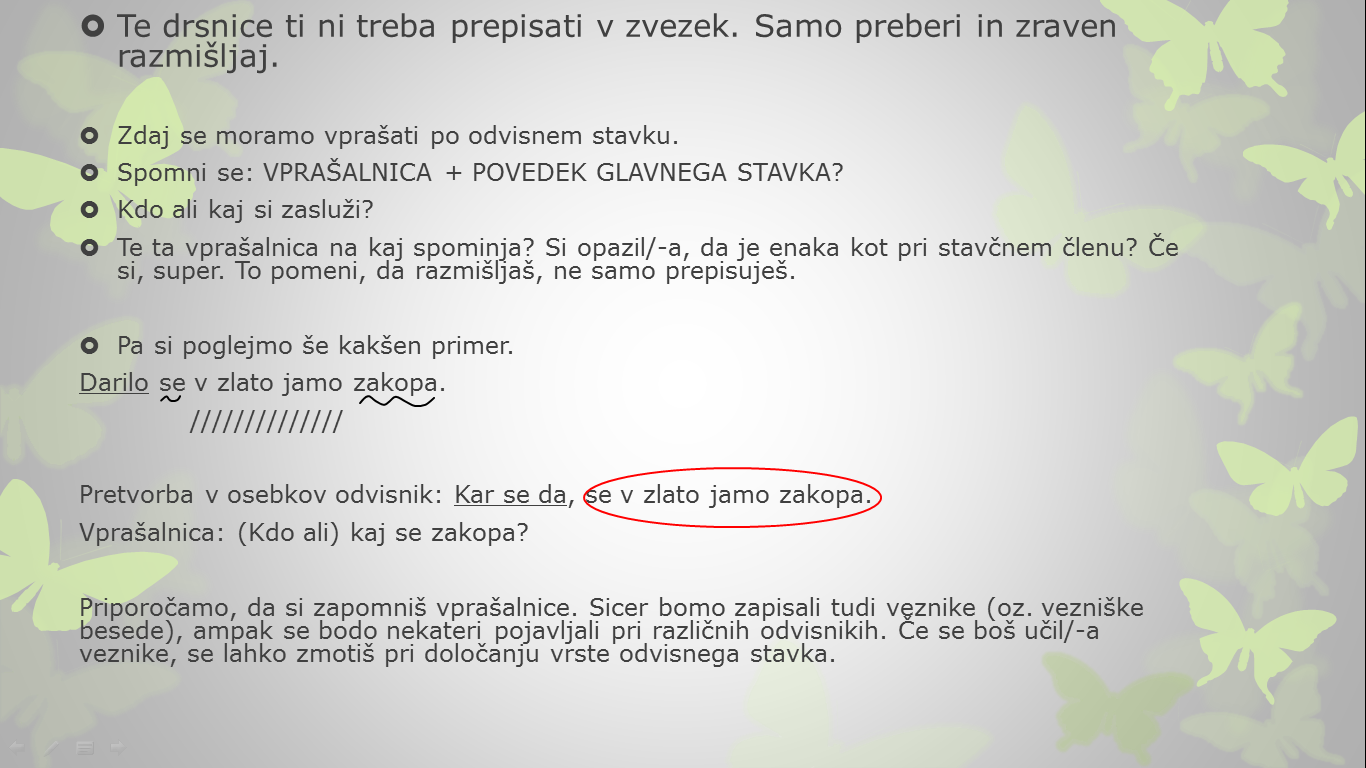 Te drsnice ti ni treba prepisati v zvezek. Samo preberi in zraven
razmišljaj.
Zdaj se moramo vprašati po odvisnem stavku.
Spomni se: VPRAŠALNICA + POVEDEK GLAVNEGA STAVKA?
Kdo ali kaj si zasluži?
Te ta vprašalnica na kaj spominja? Si opazil/-a, da je enaka kot pri stavčnem členu? Če
si, super. To pomeni, da razmišljaš, ne samo prepisuješ.
Pa si poglejmo še kakšen primer.
Darilo se v zlato jamo zakopa.
//////////////
Pretvorba v osebkov odvisnik: Kar se da, se v zlato jamo zakopa.
Vprašalnica: (Kdo ali) kaj se zakopa?
Priporočamo, da si zapomniš vprašalnice. Sicer bomo zapisali tudi veznike (oz. vezniške
besede), ampak se bodo nekateri pojavljali pri različnih odvisnikih. Če se boš učil/-a
veznike, se lahko zmotiš pri določanju vrste odvisnega stavka.